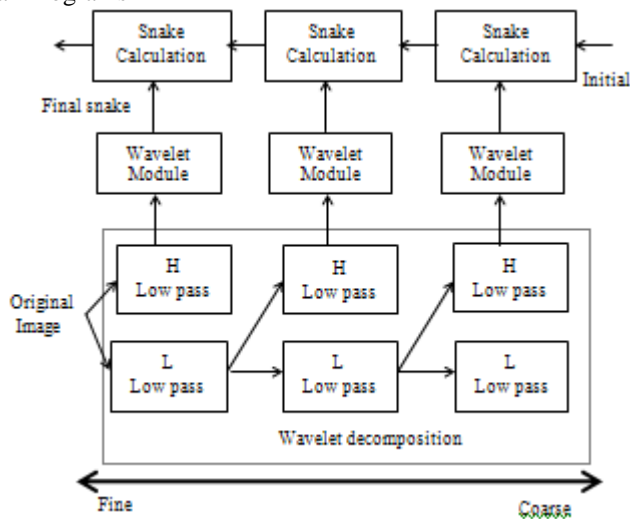 Snake
Calculation
Snake
Calculation
Snake
Calculation
Initial
Final snake
Wavelet
Module
Wavelet
Module
Wavelet
Module
H
Low pass
H
Low pass
H
Low pass
Original
Image
L
Low pass
L
Low pass
L
Low pass
Wavelet decomposition
Fine
Coarse